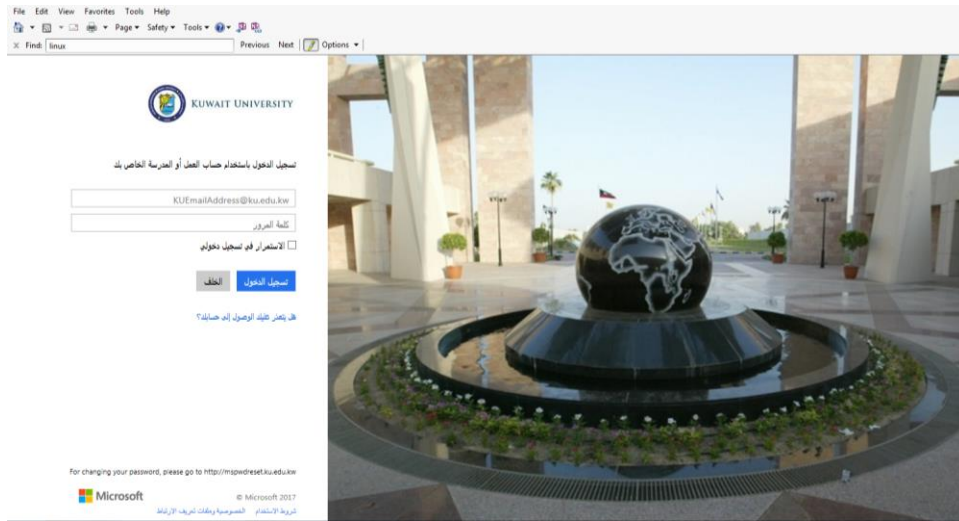 File Edit View Favorites Tools Help
Page Safety Tools
X Find: linux Previous Next Options
KUWAIT UNIVERSITY
تسجيل الدخول باستخدام حساب العمل أو المدرسة الخاص بك
KUEmailAddress@ku.edu.kw
كلمة المرور
الاستمرار في تسجيل دخولي
تسجيل الدخول الخلف
هل يتعذر عليك الوصول إلى حسابك؟
For changing your password, please go to http://mspwdreset.ku.edu.kw
Microsoft © Microsoft 2017
شروط الاستخدام الخصوصية وملفات تعريف الارتباط